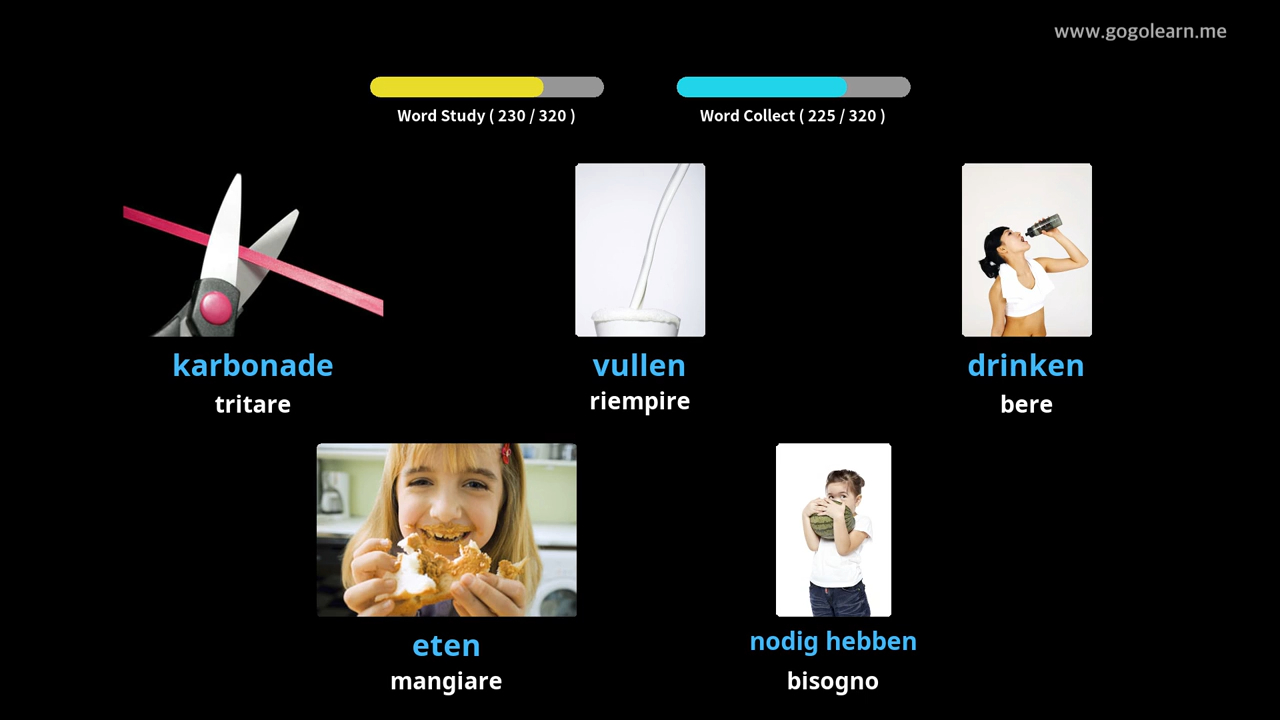 www.gogolearn.me
Word Study ( 230 / 320 )
Word Collect ( 225 / 320 )
karbonade
tritare
vullen
riempire
drinken
bere
eten
mangiare
nodig hebben
bisogno